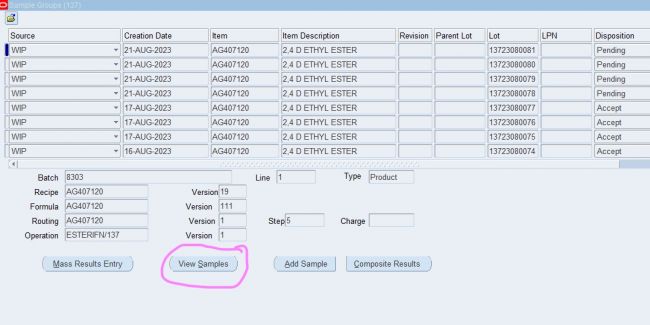 Sample Groups (137)
Source Creation Date Item Item Description Revision Parent Lot Lot LPN Disposition
WIP 21-AUG-2023 AG407120 2,4 D ETHYL ESTER 13723080081 Pending
WIP 21-AUG-2023 AG407120 2,4 D ETHYL ESTER 13723080080 Pending
WIP 21-AUG-2023 AG407120 2,4 D ETHYL ESTER 13723080079 Pending
WIP 21-AUG-2023 AG407120 2,4 D ETHYL ESTER 13723080078 Pending
WIP 17-AUG-2023 AG407120 2,4 D ETHYL ESTER 13723080077 Accept
WIP 17-AUG-2023 AG407120 2,4 D ETHYL ESTER 13723080076 Accept
WIP 17-AUG-2023 AG407120 2,4 D ETHYL ESTER 13723080075 Accept
WIP 16-AUG-2023 AG407120 2,4 D ETHYL ESTER 13723080074 Accept
Batch 8303 Line 1 Type Product
Recipe AG407120 Version 19
Formula AG407120 Version 111
Routing AG407120 Version 1 Step 5 Charge
Operation ESTERIFN/137 Version 1
Mass Results Entry View Samples Add Sample Composite Results